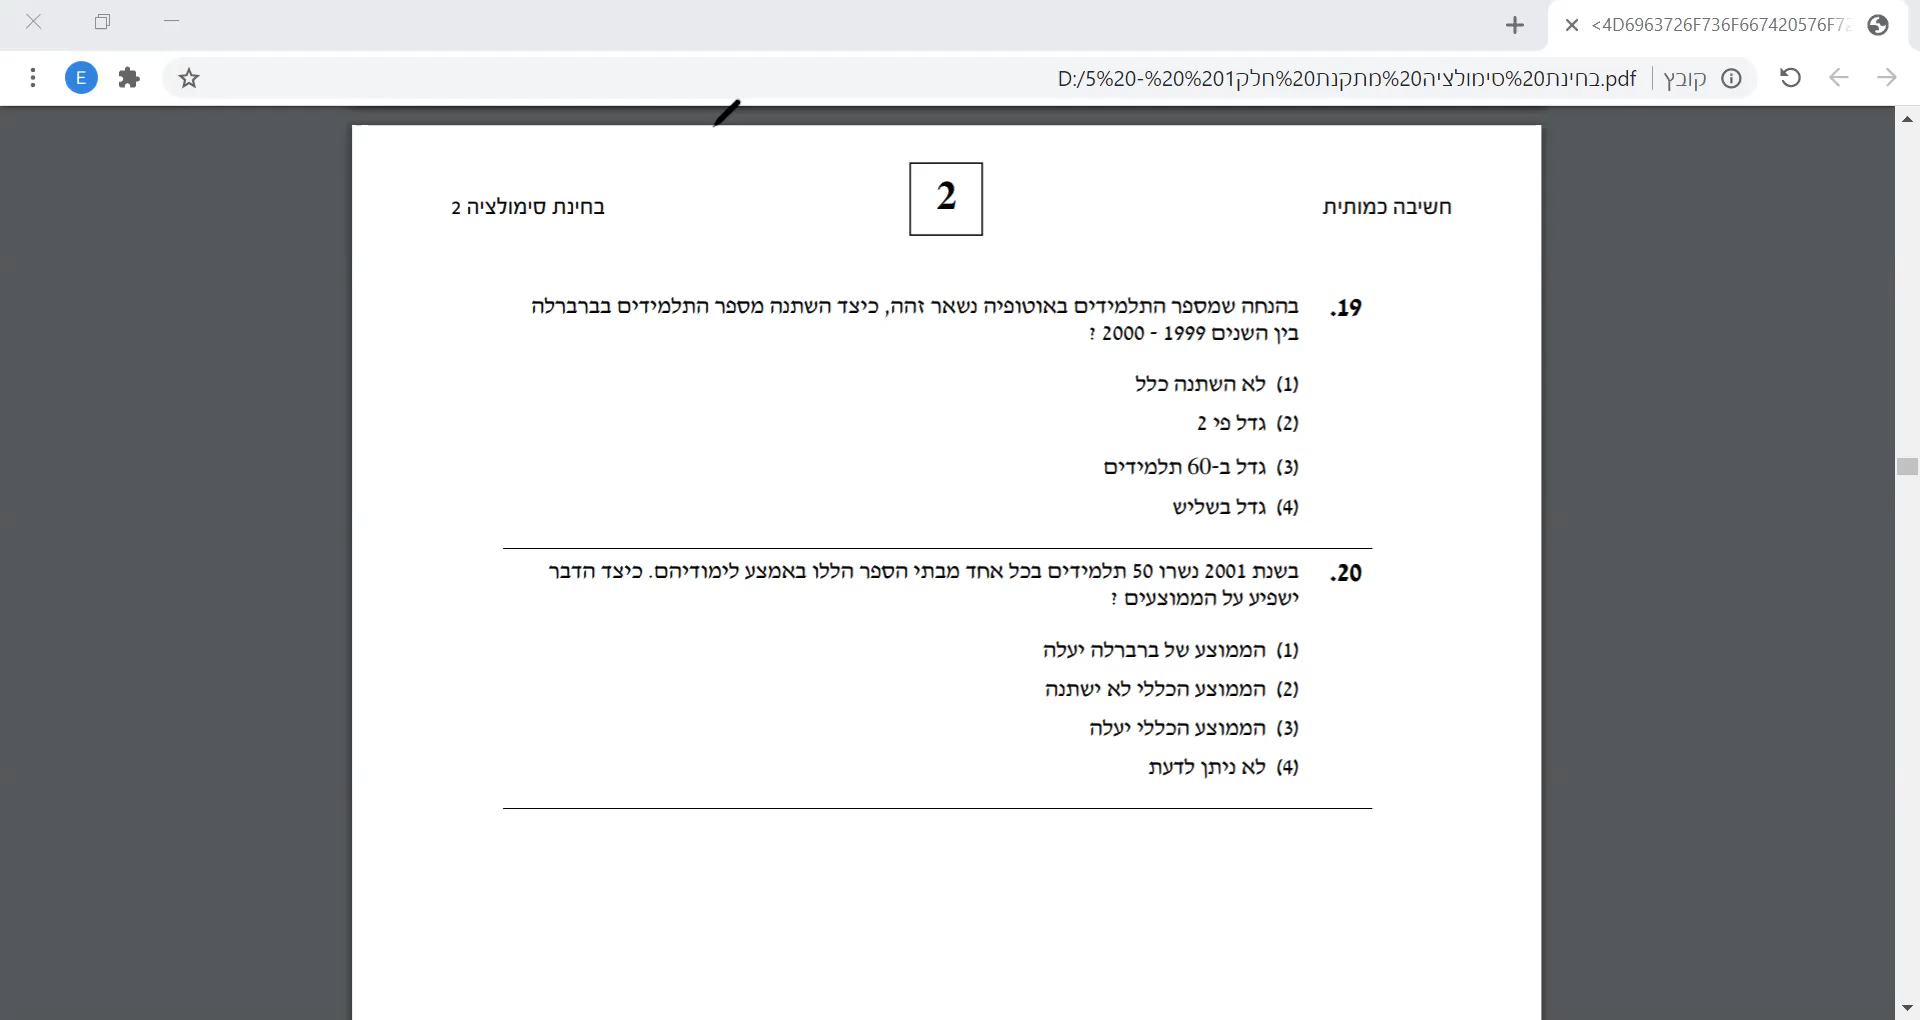 <4D6963726F736F667420576F72
E
D:/5%20-%20%201בחינת%20סימולציה%20מתקנת%20חלק.pdf
קובץ
חשיבה כמותית
2
בחינת סימולציה 2
.19 בהנחה שמספר התלמידים באוטופיה נשאר זהה, כיצד השתנה מספר התלמידים בברברלה
בין השנים 1999 - 2000 ?
(1) לא השתנה כלל
(2) גדל פי 2
(3) גדל ב-60 תלמידים
(4) גדל בשליש
.20 בשנת 2001 נשרו 50 תלמידים בכל אחד מבתי הספר הללו באמצע לימודיהם. כיצד הדבר
ישפיע על הממוצעים ?
(1) הממוצע של ברברלה יעלה
(2) הממוצע הכללי לא ישתנה
(3) הממוצע הכללי יעלה
(4) לא ניתן לדעת